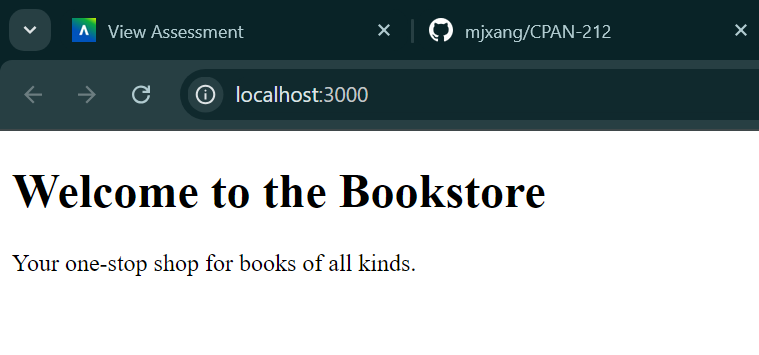 View Assessment
mjxang/CPAN-212
localhost:3000
Welcome to the Bookstore
Your one-stop shop for books of all kinds.